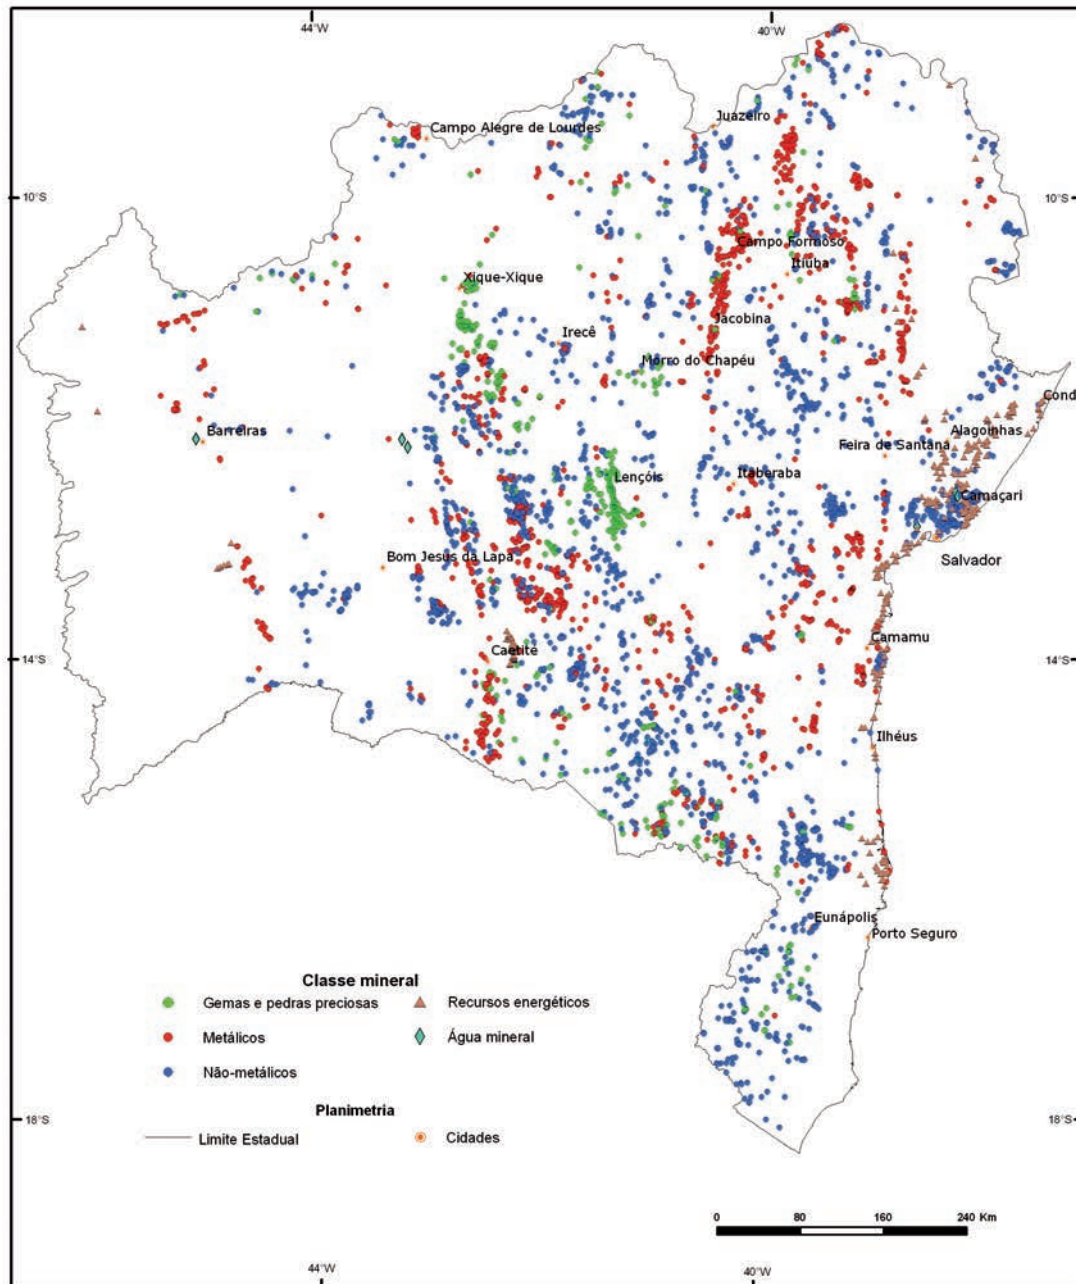 44°W
40°W
Juazeiro
Campo Alegre de Lourdes
10°S
10°S
Campo Formoso
Itiúba
Xique-Xique
Jacobina
Irecê
Morro do Chapéu
Cond
Barreiras
Alagoinhas
Feira de Santana
Lençóis
Itaberaba
Camaçari
Bom Jesus da Lapa
Salvador
Camamu
Caetité
14°S
14°S
Ilhéus
Eunápolis
Porto Seguro
Classe mineral
Gemas e pedras preciosas
Recursos energéticos
Metálicos
Água mineral
Não-metálicos
Planimetria
18°S
18°S
Limite Estadual
Cidades
0 80 160 240 Km
44°W
40°W